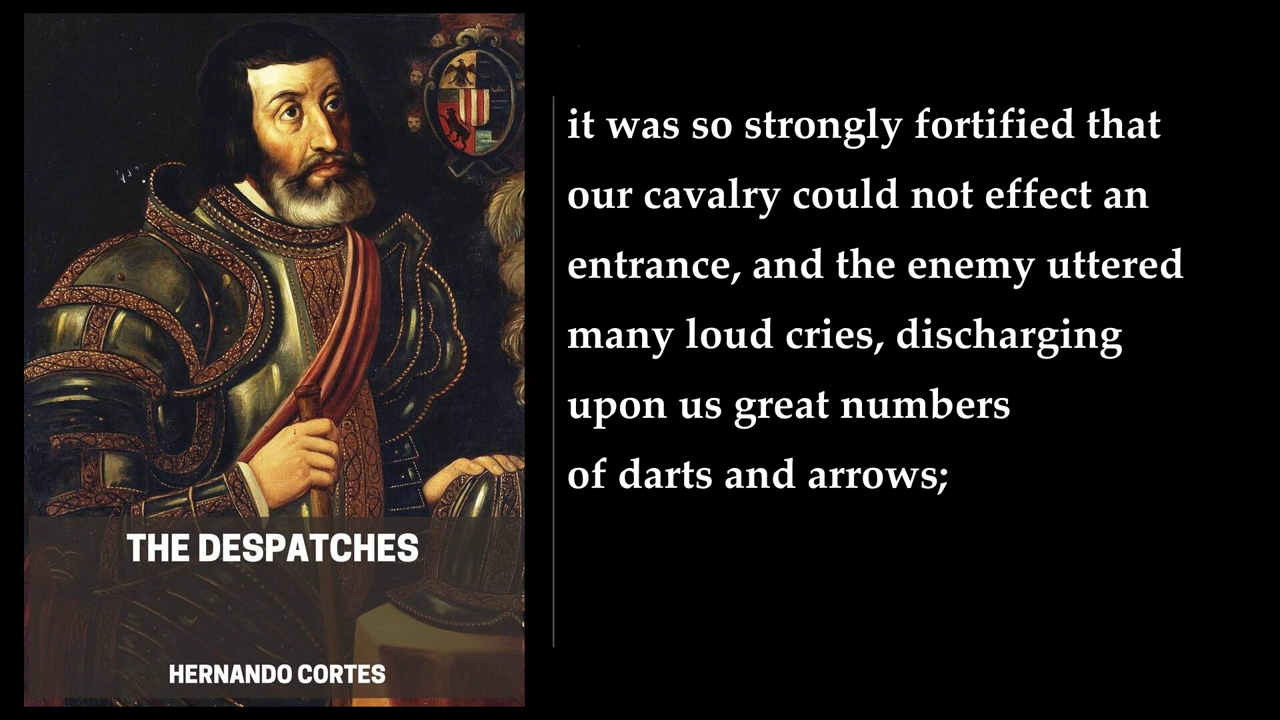 THE DESPATCHES
HERNANDO CORTES
it was so strongly fortified that
our cavalry could not effect an
entrance, and the enemy uttered
many loud cries, discharging
upon us great numbers
of darts and arrows;